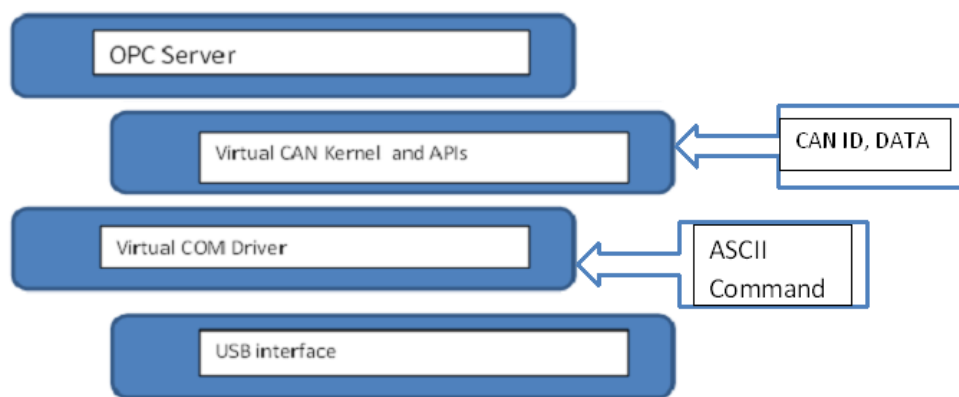 OPC Server
Virtual CAN Kernel and APIs
CAN ID, DATA
Virtual COM Driver
ASCII
Command
USB interface